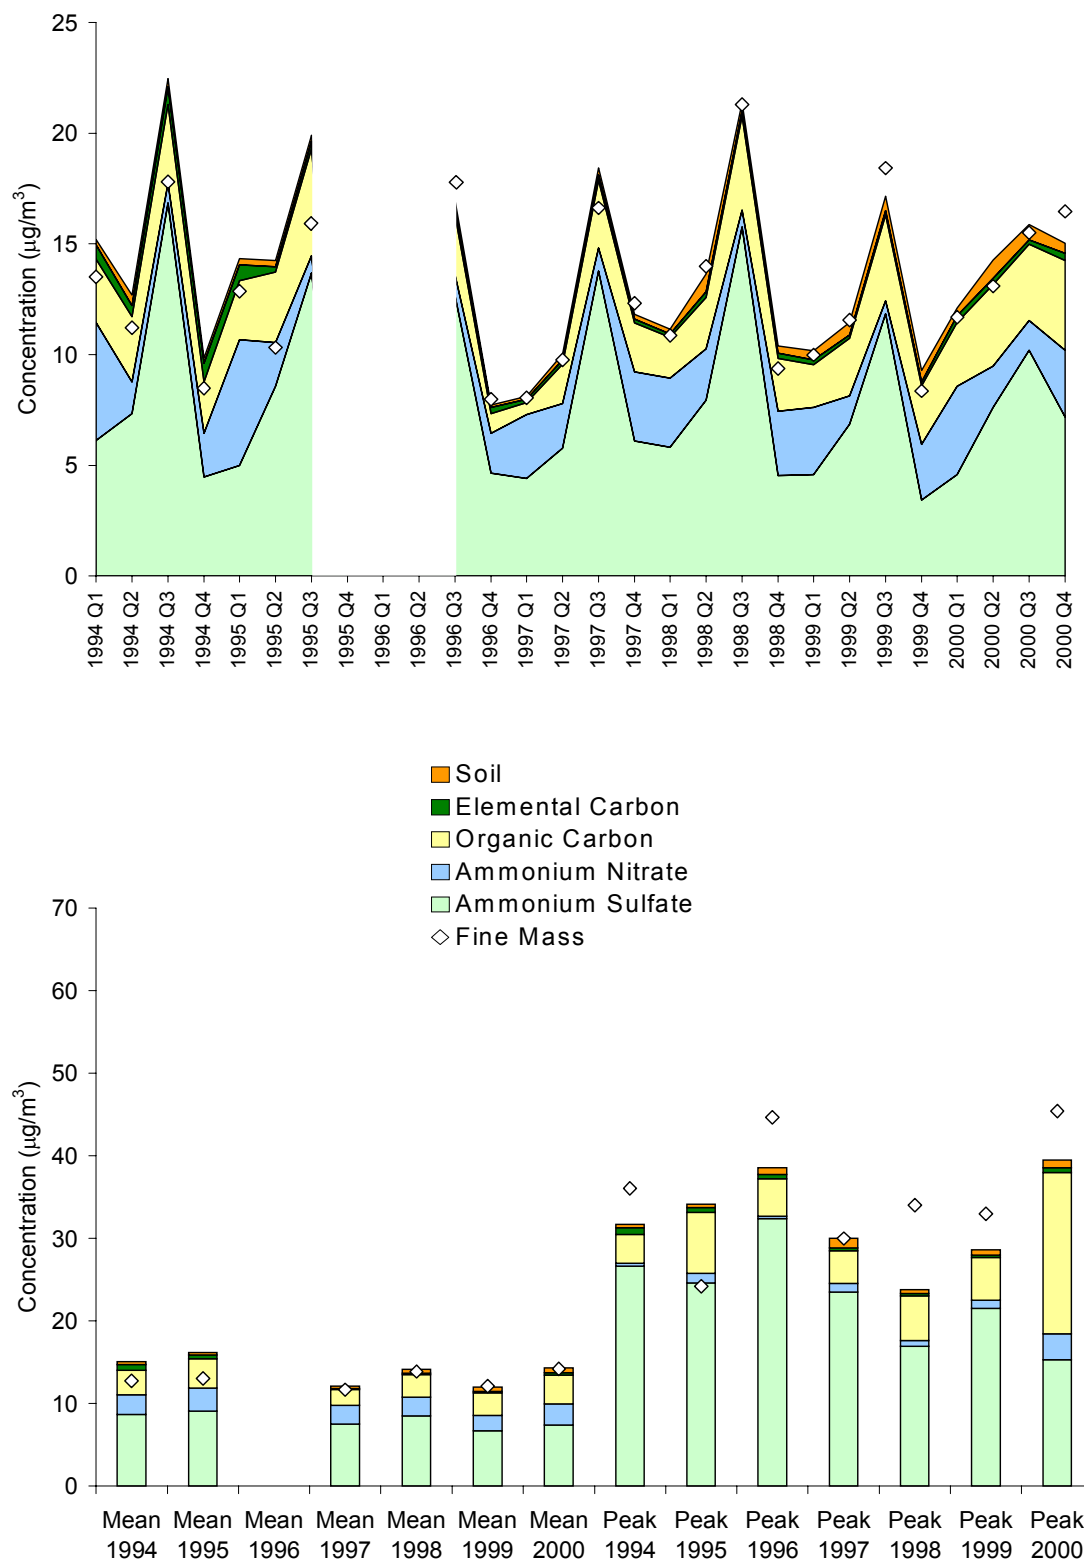 25
20
15
10
5
0
Concentration (µg/m³)
1994 Q1
1994 Q2
1994 Q3
1994 Q4
1995 Q1
1995 Q2
1995 Q3
1995 Q4
1996 Q1
1996 Q2
1996 Q3
1996 Q4
1997 Q1
1997 Q2
1997 Q3
1997 Q4
1998 Q1
1998 Q2
1998 Q3
1998 Q4
1999 Q1
1999 Q2
1999 Q3
1999 Q4
2000 Q1
2000 Q2
2000 Q3
2000 Q4
Soil
Elemental Carbon
Organic Carbon
Ammonium Nitrate
Ammonium Sulfate
Fine Mass
70
60
50
40
30
20
10
0
Concentration (µg/m³)
Mean Mean Mean Mean Mean Mean Mean Peak Peak Peak Peak Peak Peak Peak
1994 1995 1996 1997 1998 1999 2000 1994 1995 1996 1997 1998 1999 2000